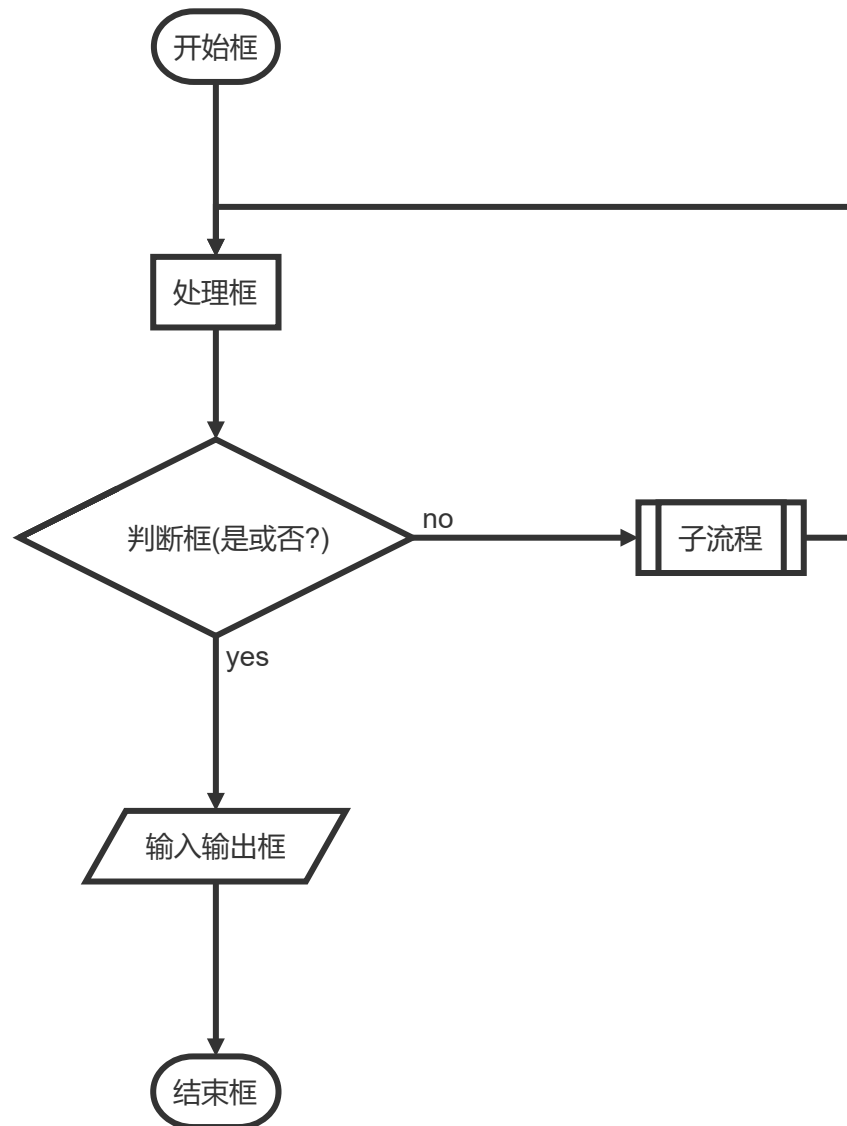 开始框
处理框
判断框(是或否?)
no
子流程
yes
输入输出框
结束框